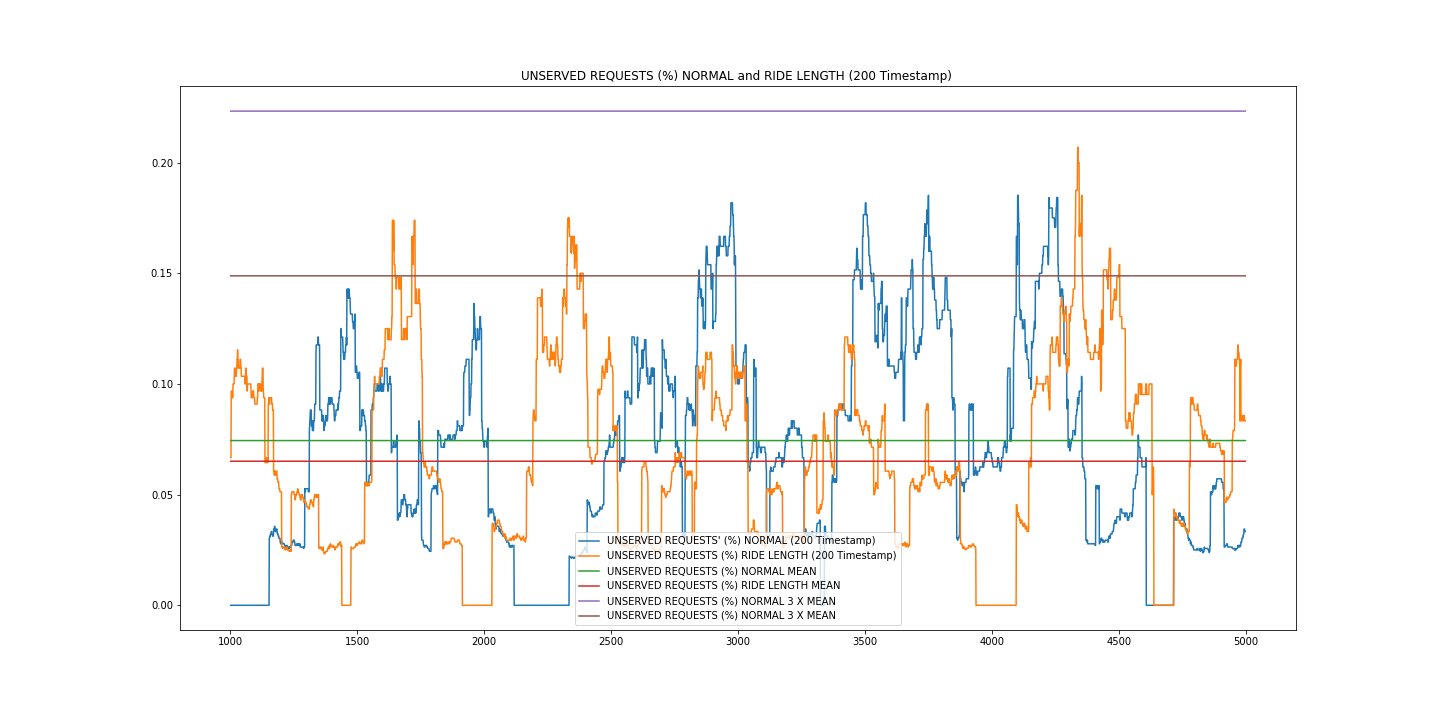 UNSERVED REQUESTS (%) NORMAL and RIDE LENGTH (200 Timestamp)
0.20
0.15
0.10
0.05
0.00
UNSERVED REQUESTS' (%) NORMAL (200 Timestamp)
UNSERVED REQUESTS (%) RIDE LENGTH (200 Timestamp)
UNSERVED REQUESTS (%) NORMAL MEAN
UNSERVED REQUESTS (%) RIDE LENGTH MEAN
UNSERVED REQUESTS (%) NORMAL 3 X MEAN
UNSERVED REQUESTS (%) NORMAL 3 X MEAN
1000 1500 2000 2500 3000 3500 4000 4500 5000